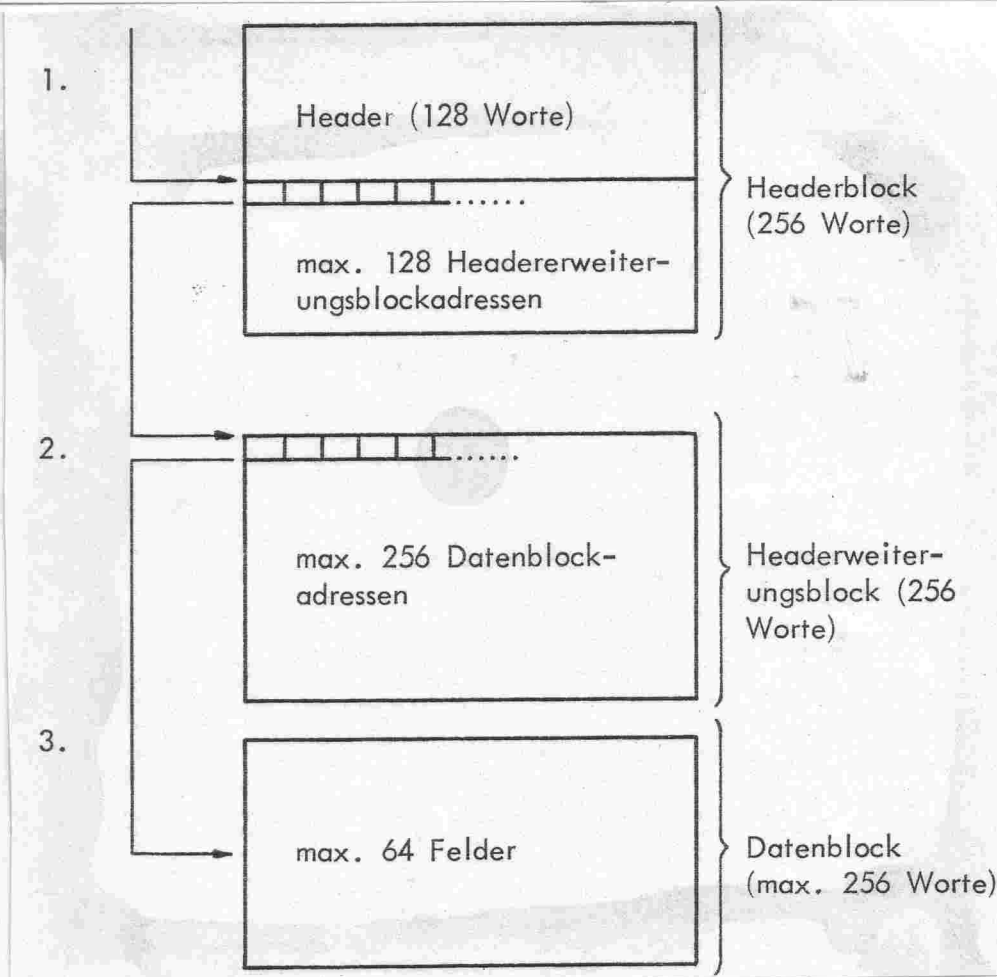 1.
Header (128 Worte)
Headerblock
(256 Worte)
max. 128 Headererweiter-
ungsblockadressen
2.
max. 256 Datenblock-
adressen
Headerweiter-
ungsblock (256
Worte)
3.
max. 64 Felder
Datenblock
(max. 256 Worte)